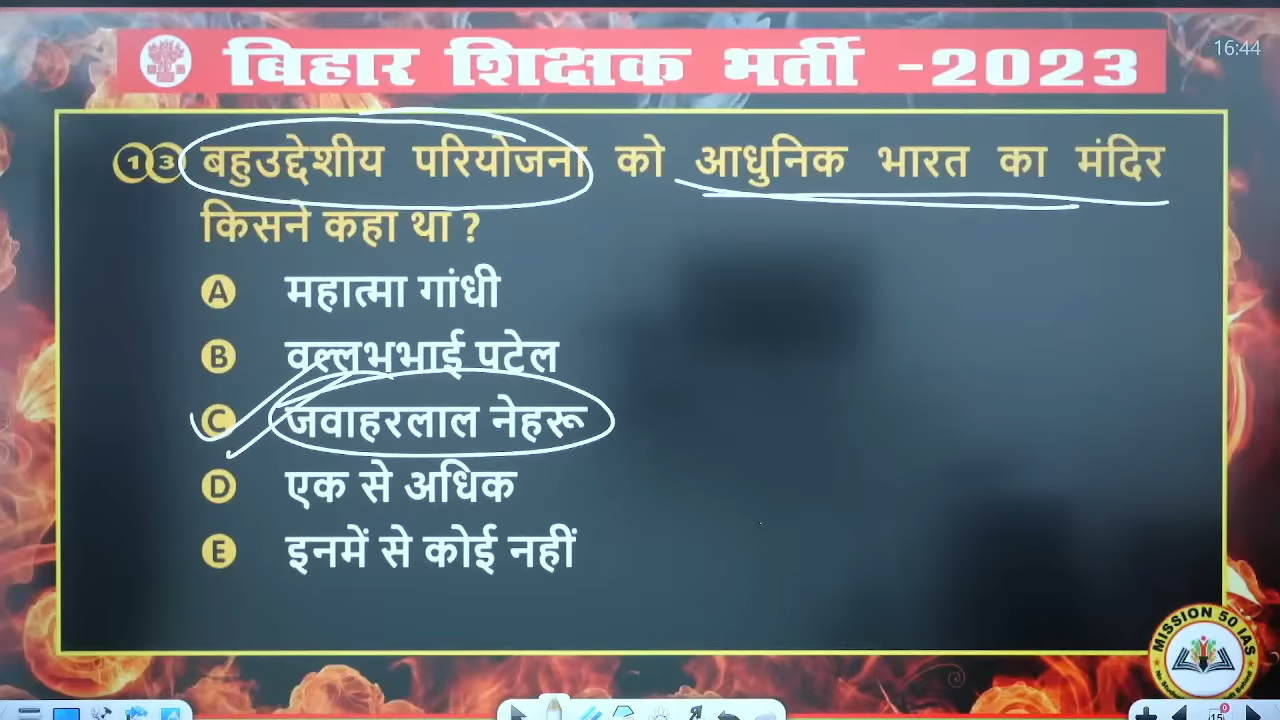 बिहार शिक्षक भर्ती -2023
16:44
13 बहुउद्देशीय परियोजना को आधुनिक भारत का मंदिर
किसने कहा था ?
A महात्मा गांधी
B वल्लभभाई पटेल
C जवाहरलाल नेहरू
D एक से अधिक
E इनमें से कोई नहीं
MISSION 50 IAS
15